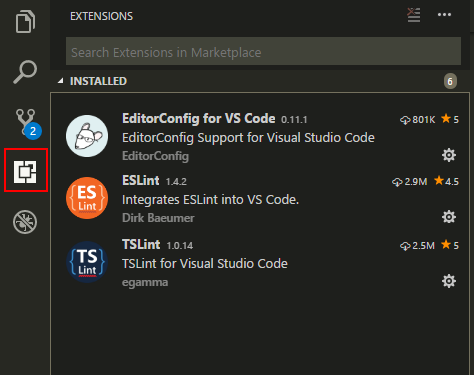 EXTENSIONS
Search Extensions in Marketplace
INSTALLED 6
EditorConfig for VS Code 0.11.1 801K 5
EditorConfig Support for Visual Studio Code
EditorConfig
ES Lint
ESLint 1.4.2 2.9M 4.5
Integrates ESLint into VS Code.
Dirk Baeumer
TS Lint
TSLint 1.0.14 2.5M 5
TSLint for Visual Studio Code
egamma
2